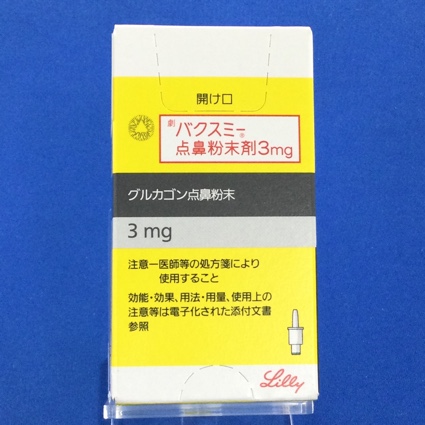 開け口
劇 バクスミー®
点鼻粉末剤3mg
グルカゴン点鼻粉末
3 mg
注意－医師等の処方箋により
使用すること
効能・効果、用法・用量、使用上の
注意等は電子化された添付文書
参照
Lilly